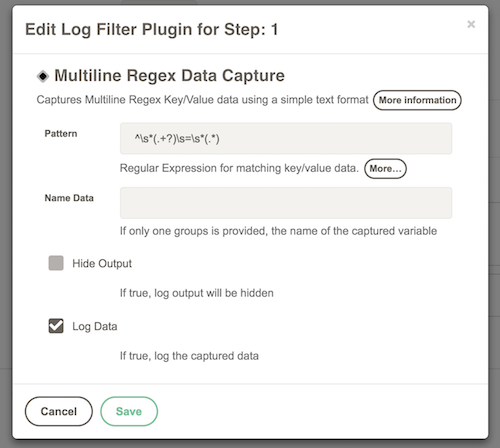 Edit Log Filter Plugin for Step: 1
×
Multiline Regex Data Capture
Captures Multiline Regex Key/Value data using a simple text format More information
Pattern
^\s*(.+?)\s=\s*(.*)
Regular Expression for matching key/value data. More...
Name Data
If only one groups is provided, the name of the captured variable
Hide Output
If true, log output will be hidden
Log Data
If true, log the captured data
Cancel Save